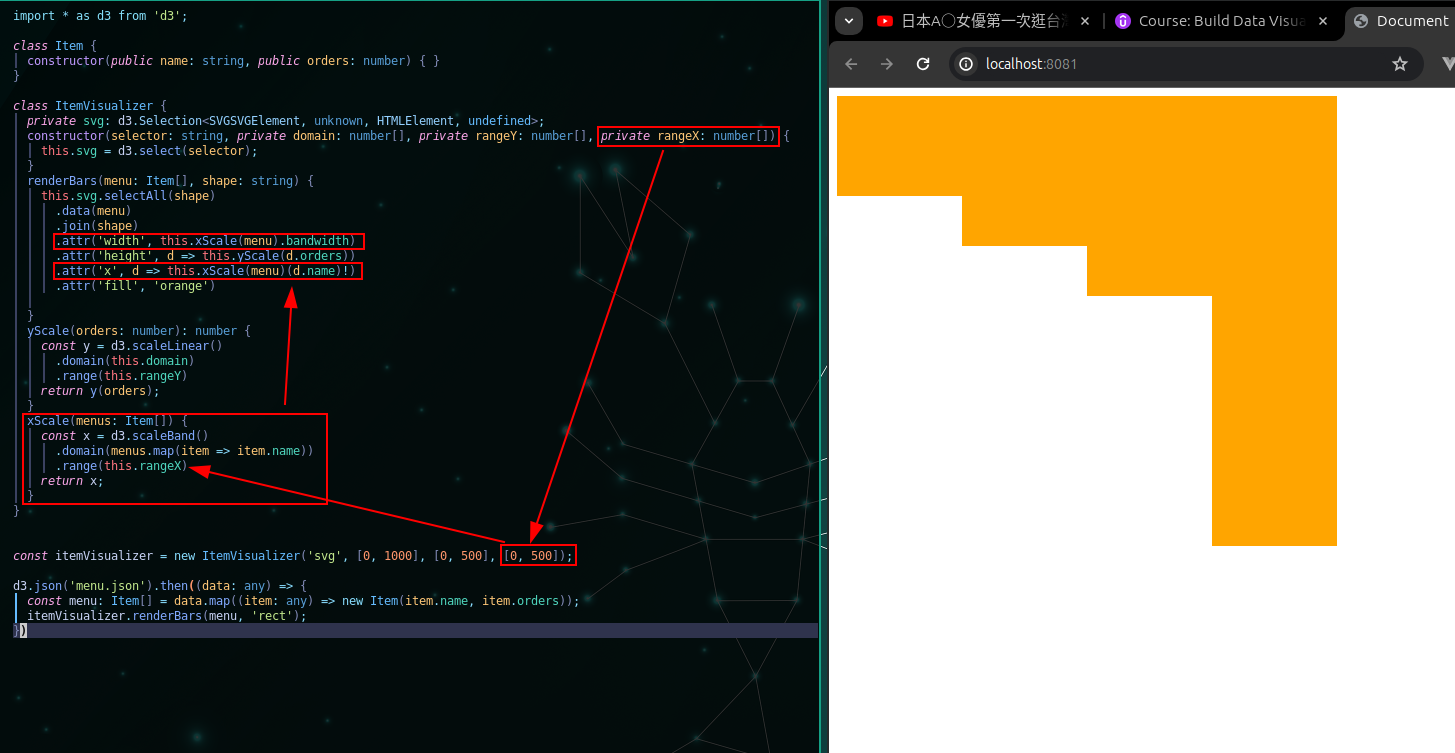 import * as d3 from 'd3';
class Item {
constructor(public name: string, public orders: number) { }
}
class ItemVisualizer {
private svg: d3.Selection<SVGSVGElement, unknown, HTMLElement, undefined>;
constructor(selector: string, private domain: number[], private rangeY: number[], private rangeX: number[]) {
this.svg = d3.select(selector);
}
renderBars(menu: Item[], shape: string) {
this.svg.selectAll(shape)
.data(menu)
.join(shape)
.attr('width', this.xScale(menu).bandwidth)
.attr('height', d => this.yScale(d.orders))
.attr('x', d => this.xScale(menu)(d.name)!)
.attr('fill', 'orange')
}
yScale(orders: number): number {
const y = d3.scaleLinear()
.domain(this.domain)
.range(this.rangeY)
return y(orders);
}
xScale(menus: Item[]) {
const x = d3.scaleBand()
.domain(menus.map(item => item.name))
.range(this.rangeX)
return x;
}
}
const itemVisualizer = new ItemVisualizer('svg', [0, 1000], [0, 500], [0, 500]);
d3.json('menu.json').then((data: any) => {
const menu: Item[] = data.map((item: any) => new Item(item.name, item.orders));
itemVisualizer.renderBars(menu, 'rect');
})
日本A〇女優第一次逛台
Course: Build Data Visua
Document
localhost:8081